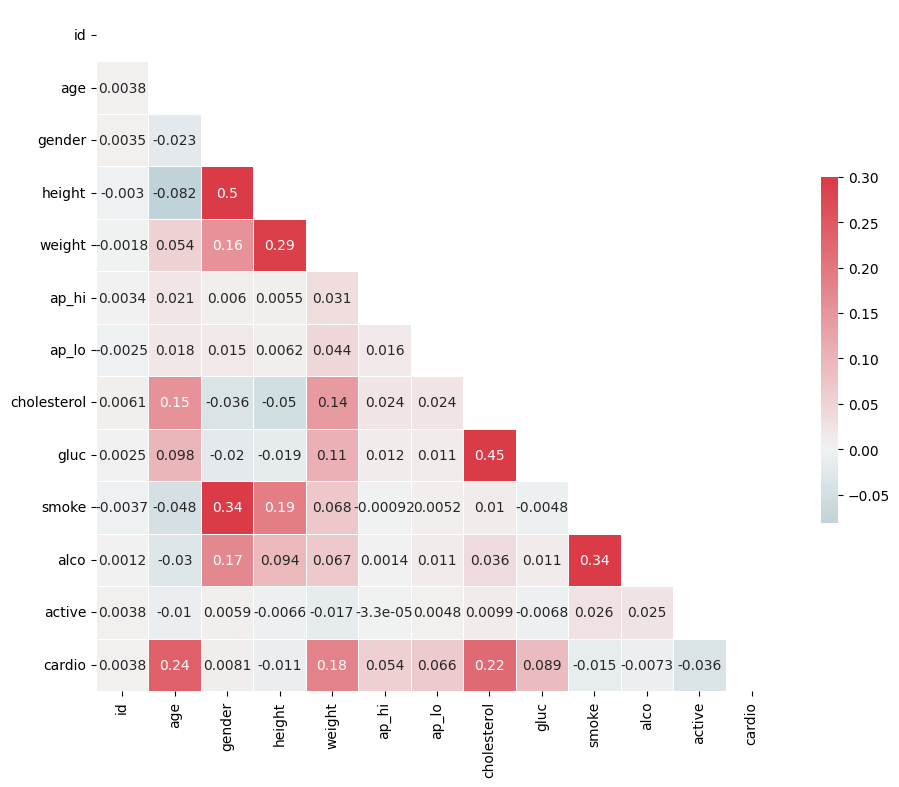 id
age 0.0038
gender 0.0035 -0.023
height -0.003 -0.082 0.5
weight -0.0018 0.054 0.16 0.29
ap_hi 0.0034 0.021 0.006 0.0055 0.031
ap_lo -0.0025 0.018 0.015 0.0062 0.044 0.016
cholesterol 0.0061 0.15 -0.036 -0.05 0.14 0.024 0.024
gluc 0.0025 0.098 -0.02 -0.019 0.11 0.012 0.011 0.45
smoke -0.0037 -0.048 0.34 0.19 0.068 -0.00092 0.0052 0.01 -0.0048
alco 0.0012 -0.03 0.17 0.094 0.067 0.0014 0.011 0.036 0.011 0.34
active 0.0038 -0.01 0.0059 -0.0066 -0.017 -3.3e-05 0.0048 0.0099 -0.0068 0.026 0.025
cardio 0.0038 0.24 0.0081 -0.011 0.18 0.054 0.066 0.22 0.089 -0.015 -0.0073 -0.036
id age gender height weight ap_hi ap_lo cholesterol gluc smoke alco active cardio
0.30
0.25
0.20
0.15
0.10
0.05
0.00
−0.05